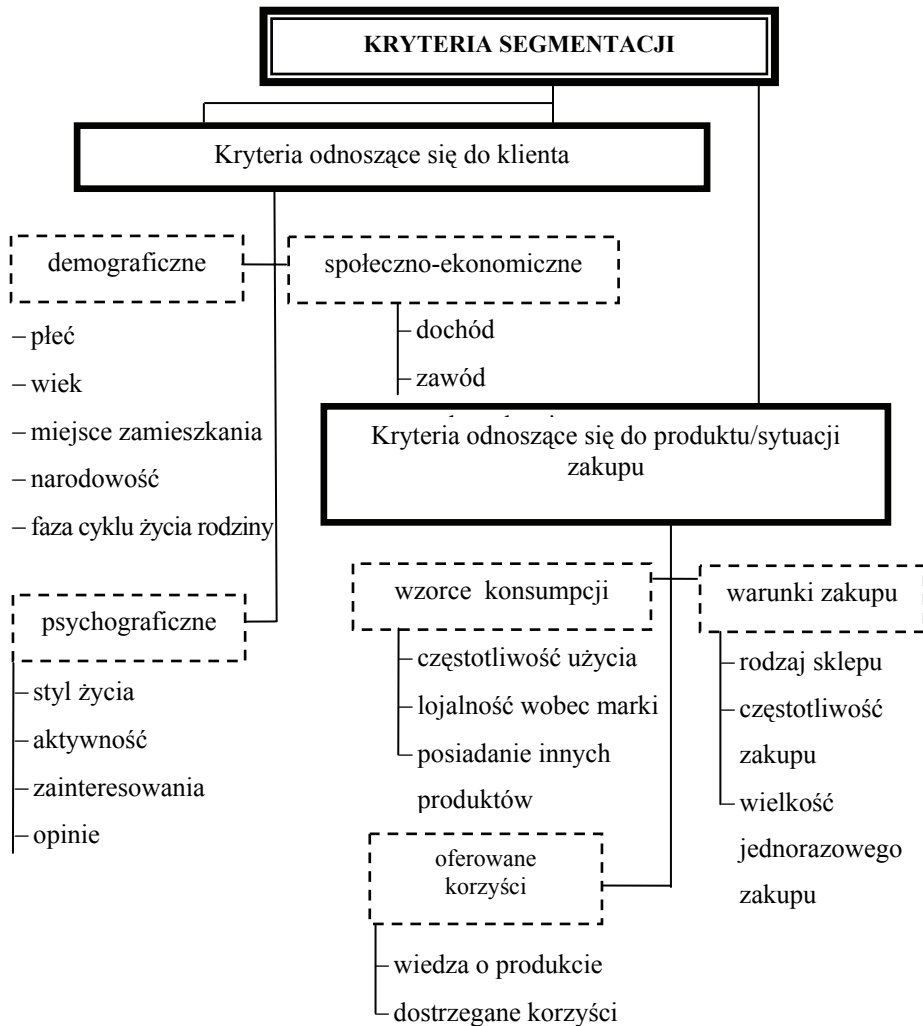 KRYTERIA SEGMENTACJI
Kryteria odnoszące się do klienta
demograficzne
– płeć
– wiek
– miejsce zamieszkania
– narodowość
– faza cyklu życia rodziny
społeczno-ekonomiczne
– dochód
– zawód
psychograficzne
– styl życia
– aktywność
– zainteresowania
– opinie
Kryteria odnoszące się do produktu/sytuacji
zakupu
wzorce konsumpcji
– częstotliwość użycia
– lojalność wobec marki
– posiadanie innych
produktów
warunki zakupu
– rodzaj sklepu
– częstotliwość
zakupu
– wielkość
jednorazowego
zakupu
oferowane
korzyści
– wiedza o produkcie
– dostrzegane korzyści